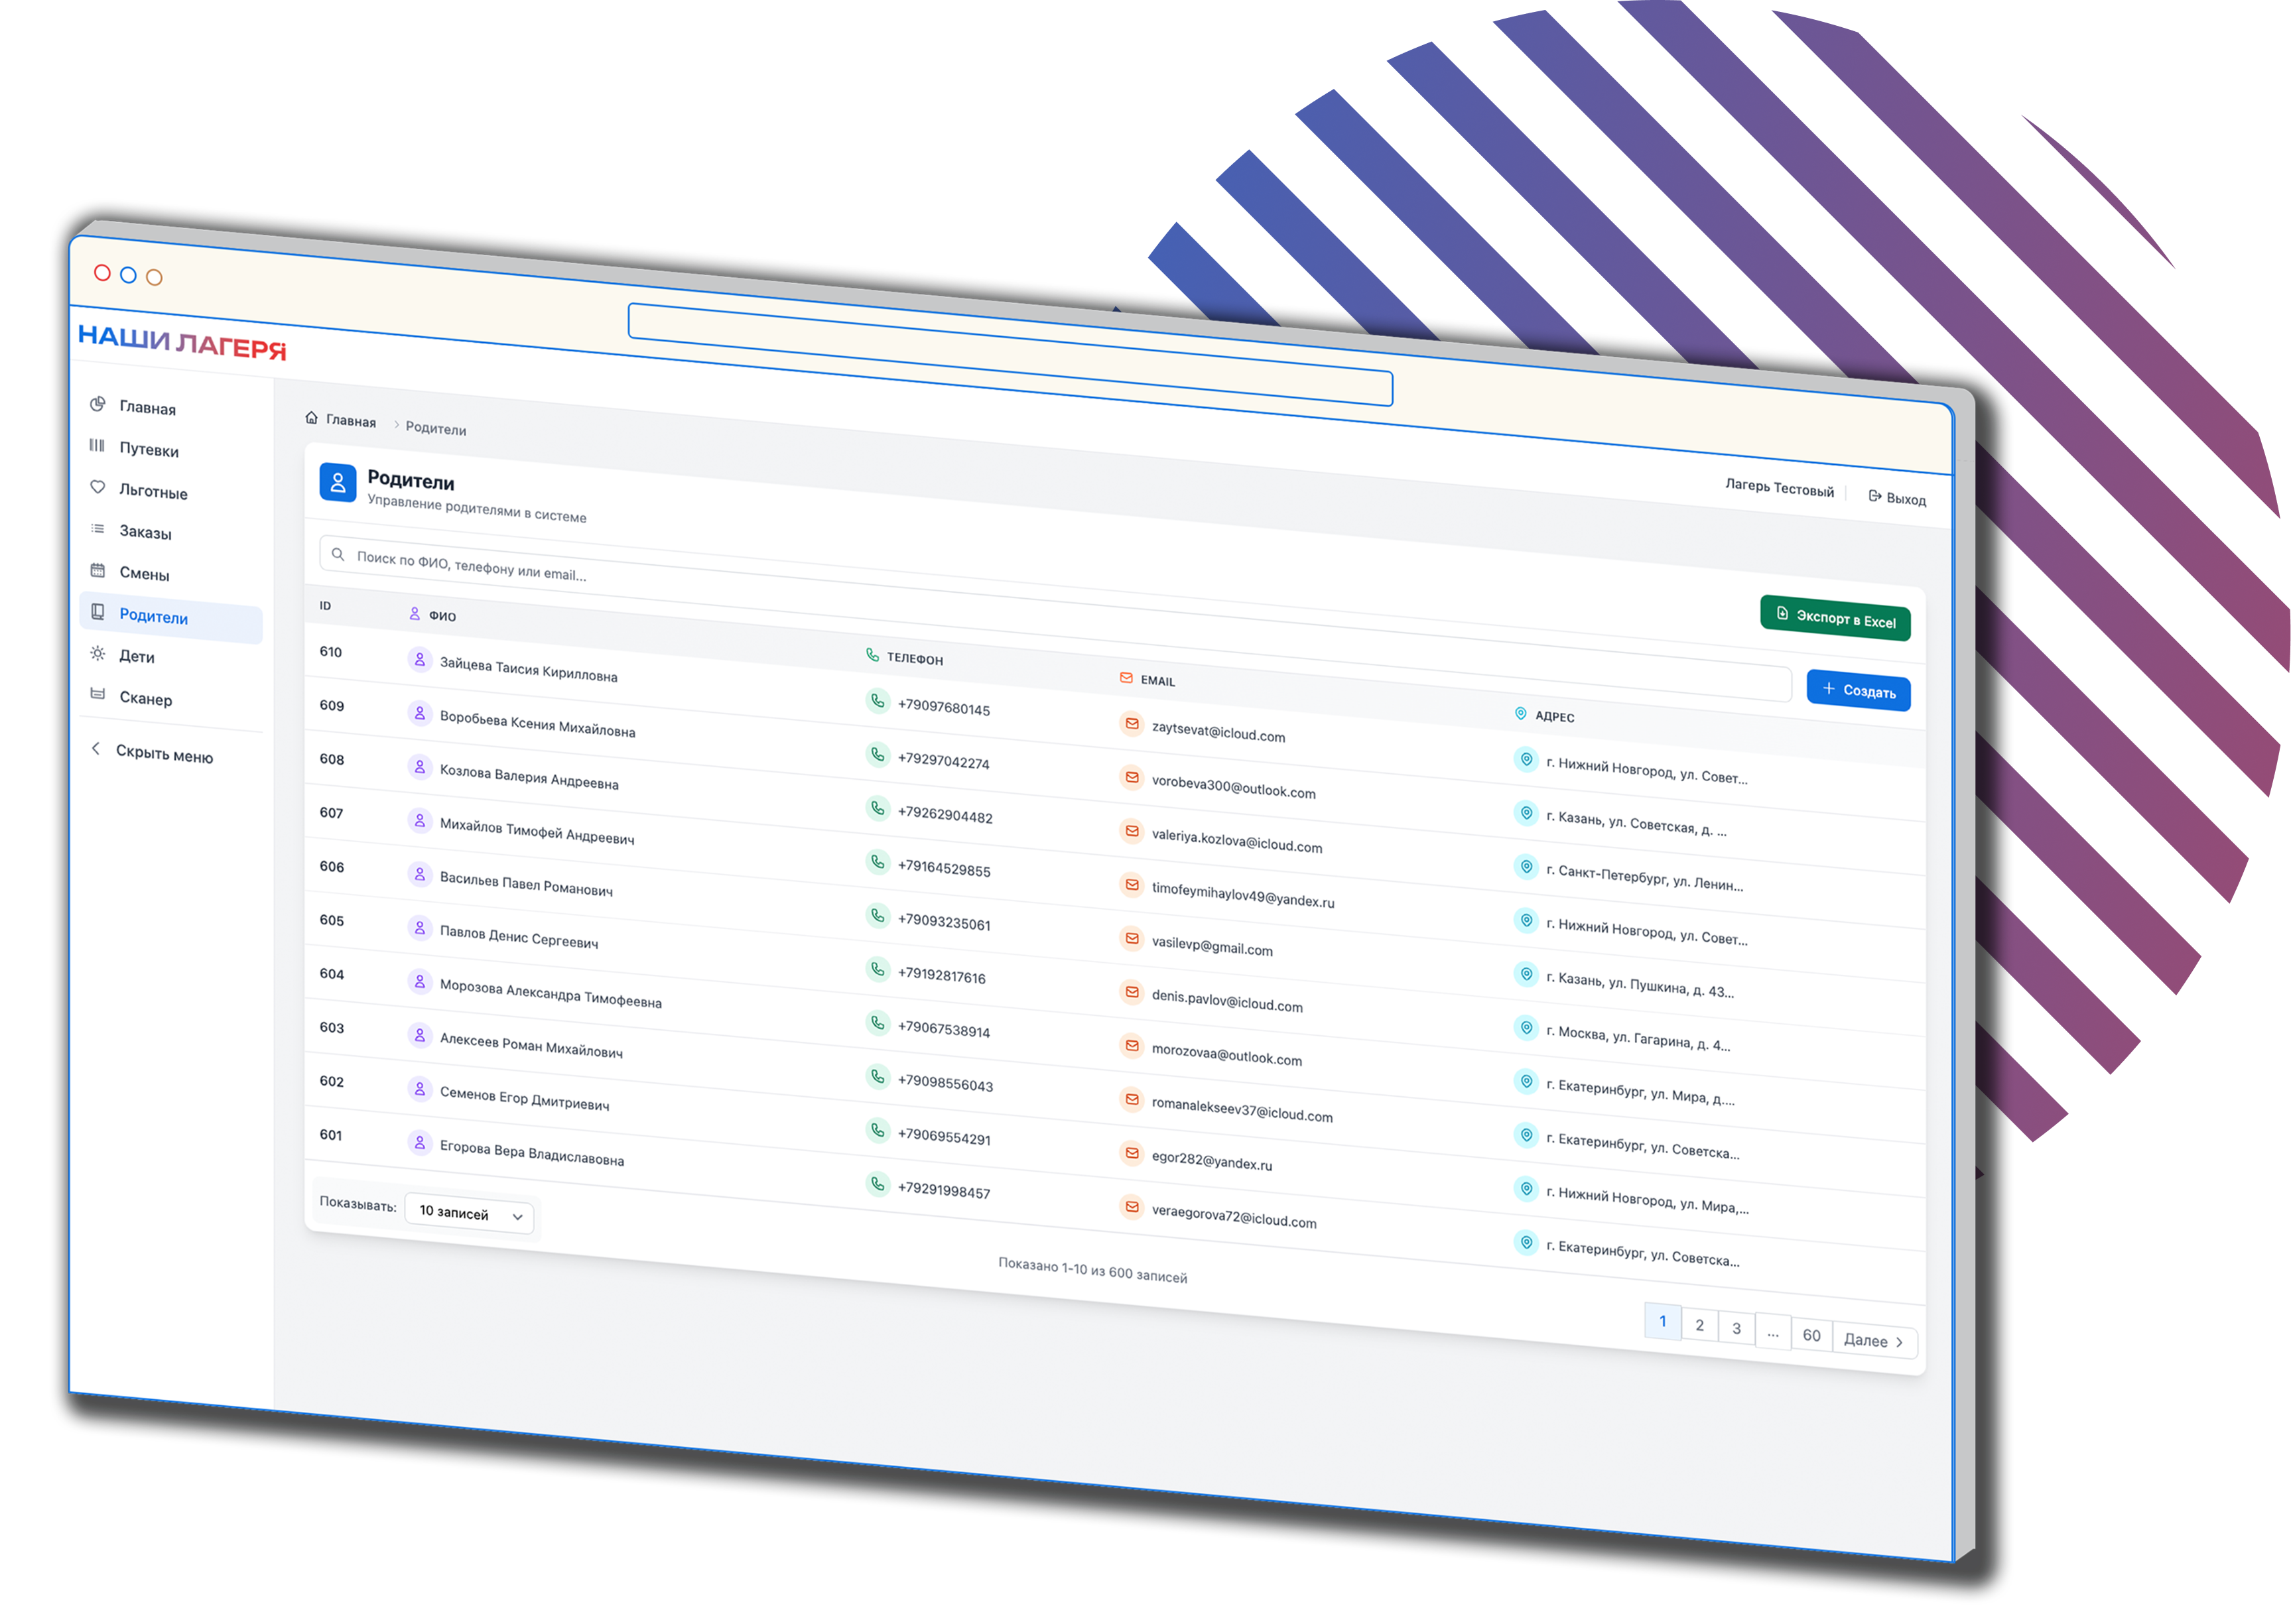 НАШИ ЛАГЕРЯ
Лагерь Тестовый
Выход
Главная
Путевки
Льготные
Заказы
Смены
Родители
Дети
Сканер
Скрыть меню
Главная > Родители
Родители
Управление родителями в системе
Экспорт в Excel
Поиск по ФИО, телефону или email...
+ Создать
ID ФИО ТЕЛЕФОН EMAIL АДРЕС
610 Зайцева Таисия Кирилловна +79097680145 zaytsevat@icloud.com г. Нижний Новгород, ул. Совет...
609 Воробьева Ксения Михайловна +79297042274 vorobeva300@outlook.com г. Казань, ул. Советская, д. ...
608 Козлова Валерия Андреевна +79262904482 valeriya.kozlova@icloud.com г. Санкт-Петербург, ул. Ленин...
607 Михайлов Тимофей Андреевич +79164529855 timofeymihaylov49@yandex.ru г. Нижний Новгород, ул. Совет...
606 Васильев Павел Романович +79093235061 vasilevp@gmail.com г. Казань, ул. Пушкина, д. 43...
605 Павлов Денис Сергеевич +79192817616 denis.pavlov@icloud.com г. Москва, ул. Гагарина, д. 4...
604 Морозова Александра Тимофеевна +79067538914 morozovaa@outlook.com г. Екатеринбург, ул. Мира, д....
603 Алексеев Роман Михайлович +79098556043 romanalekseev37@icloud.com г. Екатеринбург, ул. Советска...
602 Семенов Егор Дмитриевич +79069554291 egor282@yandex.ru г. Нижний Новгород, ул. Мира,...
601 Егорова Вера Владиславовна +79291998457 veraegorova72@icloud.com г. Екатеринбург, ул. Советска...
Показывать: 10 записей
Показано 1-10 из 600 записей
1 2 3 ... 60 Далее >